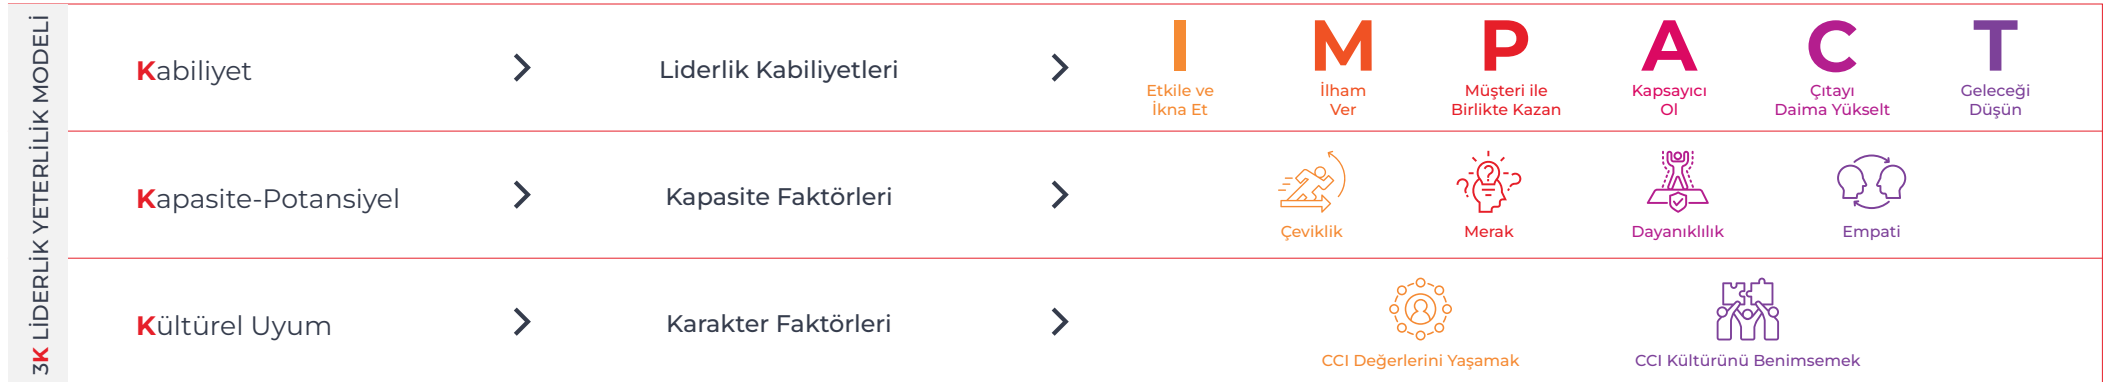 3K LİDERLİK YETERLİLİK MODELİ
Kabiliyet
Liderlik Kabiliyetleri
I M P A C T
Etkile ve
İkna Et
İlham
Ver
Müşteri ile
Birlikte Kazan
Kapsayıcı
Ol
Çıtayı
Daima Yükselt
Geleceği
Düşün
Kapasite-Potansiyel
Kapasite Faktörleri
Çeviklik
Merak
Dayanıklılık
Empati
Kültürel Uyum
Karakter Faktörleri
CCI Değerlerini Yaşamak
CCI Kültürünü Benimsemek